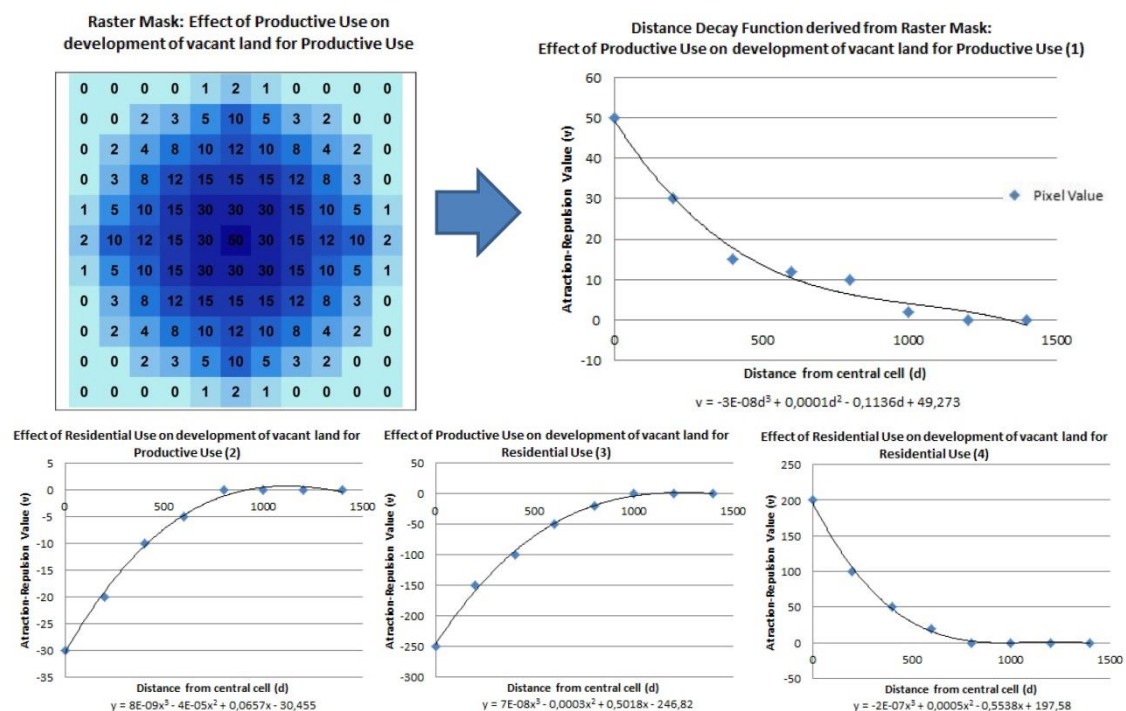 Raster Mask: Effect of Productive Use on
development of vacant land for Productive Use
0 0 0 0 1 2 1 0 0 0 0
0 0 2 3 5 10 5 3 2 0 0
0 2 4 8 10 12 10 8 4 2 0
0 3 8 12 15 15 15 12 8 3 0
1 5 10 15 30 30 30 15 10 5 1
2 10 12 15 30 50 30 15 12 10 2
1 5 10 15 30 30 30 15 10 5 1
0 3 8 12 15 15 15 12 8 3 0
0 2 4 8 10 12 10 8 4 2 0
0 0 2 3 5 10 5 3 2 0 0
0 0 0 0 1 2 1 0 0 0 0
Distance Decay Function derived from Raster Mask:
Effect of Productive Use on development of vacant land for Productive Use (1)
Atraction-Repulsion Value (v)
60
50
40
30
20
10
0
-10
0 500 1000 1500
Pixel Value
Distance from central cell (d)
v = -3E-08d³ + 0,0001d² - 0,1136d + 49,273
Effect of Residential Use on development of vacant land for
Productive Use (2)
Atraction-Repulsion Value (v)
5
0
-5
-10
-15
-20
-25
-30
-35
0 500 1000 1500
Distance from central cell (d)
y = 8E-09x³ - 4E-05x² + 0,0657x - 30,455
Effect of Productive Use on development of vacant land for
Residential Use (3)
Atraction-Repulsion Value (v)
50
0
-50
-100
-150
-200
-250
-300
0 500 1000 1500
Distance from central cell (d)
y = 7E-08x³ - 0,0003x² + 0,5018x - 246,82
Effect of Residential Use on development of vacant land for
Residential Use (4)
Atraction-Repulsion Value (v)
250
200
150
100
50
0
-50
0 500 1000 1500
Distance from central cell (d)
y = -2E-07x³ + 0,0005x² - 0,5538x + 197,58